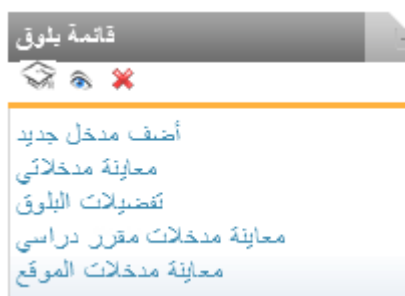 قائمة بلوق
أضف مدخل جديد
معاينة مدخلاتي
تفضيلات البلوق
معاينة مدخلات مقرر دراسي
معاينة مدخلات الموقع